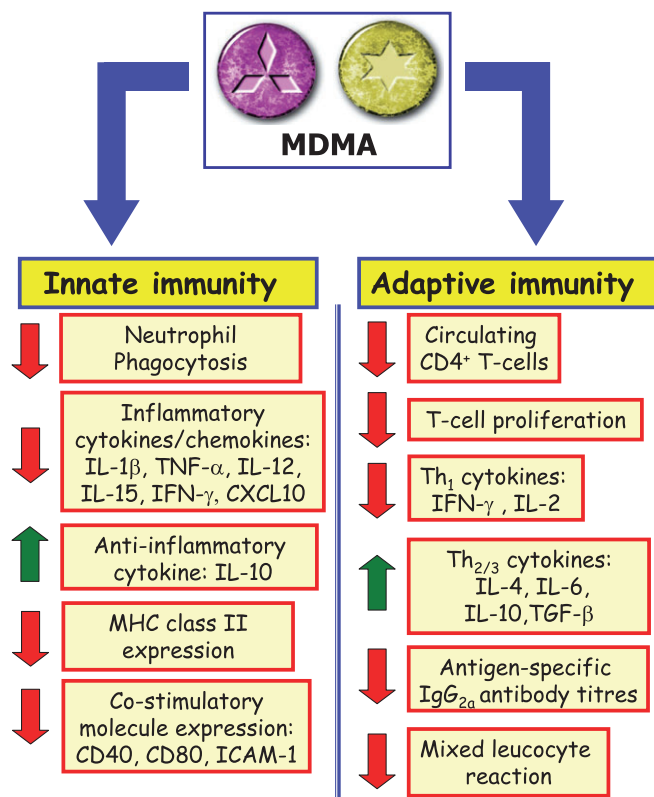 MDMA
Innate immunity
Neutrophil
Phagocytosis
Inflammatory
cytokines/chemokines:
IL-1β, TNF-α, IL-12,
IL-15, IFN-γ, CXCL10
Anti-inflammatory
cytokine: IL-10
MHC class II
expression
Co-stimulatory
molecule expression:
CD40, CD80, ICAM-1
Adaptive immunity
Circulating
CD4⁺ T-cells
T-cell proliferation
Th₁ cytokines:
IFN-γ , IL-2
Th₂/₃ cytokines:
IL-4, IL-6,
IL-10,TGF-β
Antigen-specific
IgG₂ₐ antibody titres
Mixed leucocyte
reaction